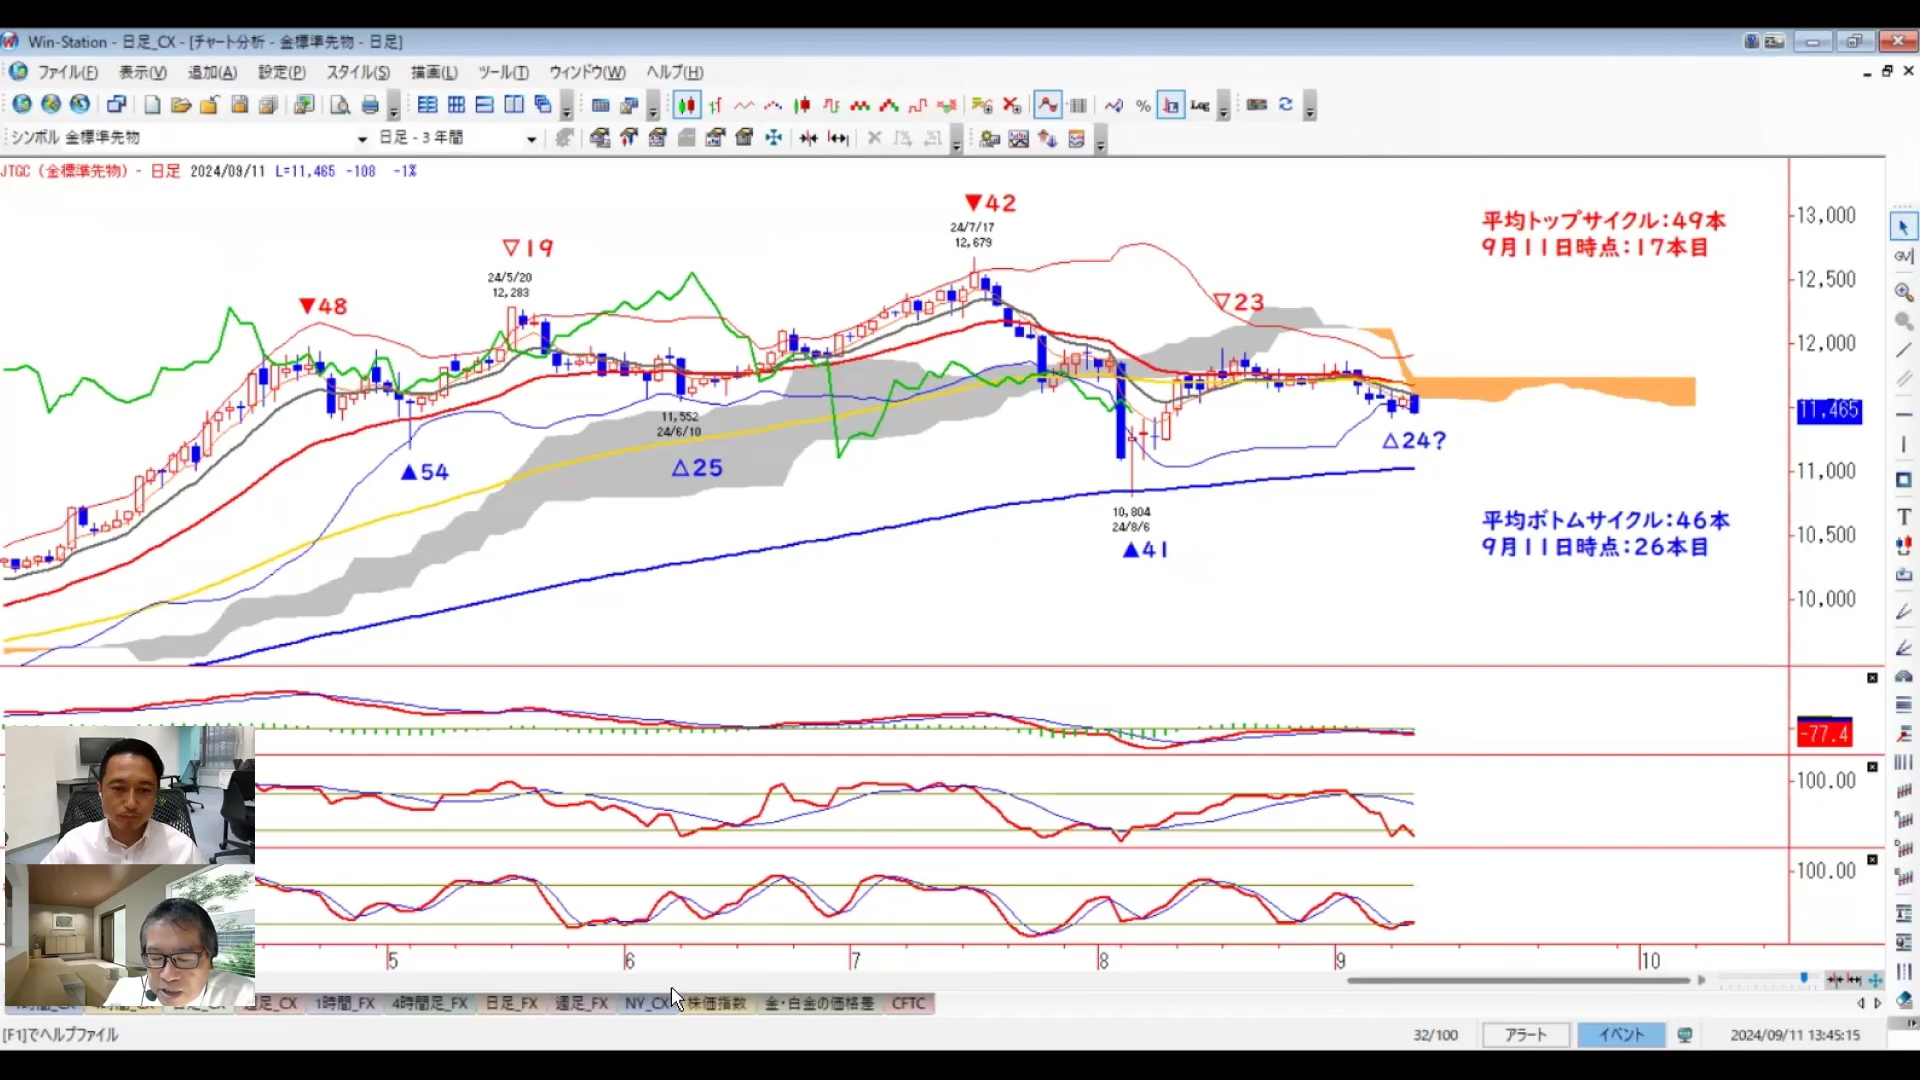 Win-Station - 日足_CX - [チャート分析 - 金標準先物 - 日足]
ファイル(F) 表示(V) 追加(A) 設定(P) スタイル(S) 描画(L) ツール(T) ウィンドウ(W) ヘルプ(H)
% Log
シンボル 金標準先物 日足 - 3 年間
JTGC (金標準先物) - 日足 2024/09/11 L=11,465 -108 -1%
▼42
24/7/17
12,679
平均トップサイクル:49本
9月11日時点:17本目
▽19
24/5/20
12,283
▼48
▽23
13,000
12,500
12,000
11,465
11,000
10,500
10,000
11,552
24/6/10
△25
▲54
△24?
10,804
24/8/6
▲41
平均ボトムサイクル:46本
9月11日時点:26本目
-77.4
100.00
100.00
5 6 7 8 9 10
日足_CX 週足_CX 1時間_FX 4時間足_FX 日足_FX 週足_FX NY_CX 株価指数 金・白金の価格差 CFTC
[F1]でヘルプファイル
32/100 アラート イベント 2024/09/11 13:45:15